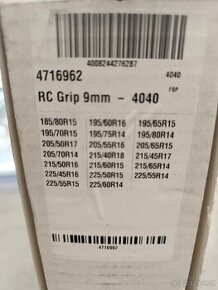 4008244276287
4716962 4040
RC Grip 9mm - 4040 FSP
185/80R15 195/60R16 195/65R15
195/70R15 195/75R14 195/80R14
205/50R17 205/55R16 205/65R15
205/70R14 215/40R18 215/45R17
215/50R16 215/60R15 215/65R14
225/45R16 225/50R15 225/55R14
225/55R15 225/60R14
4716962